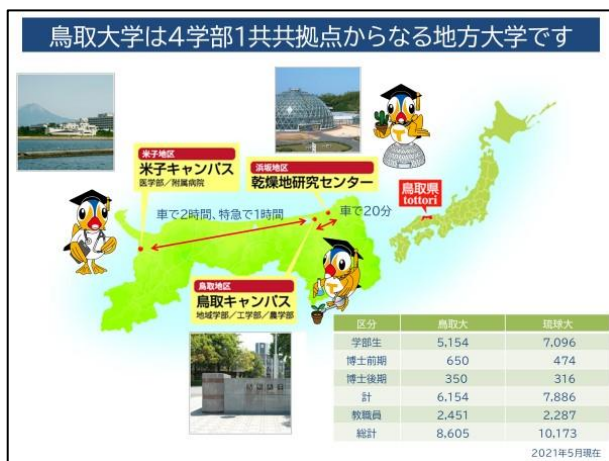 鳥取大学は4学部1共共拠点からなる地方大学です
米子地区
米子キャンパス
医学部/附属病院
浜坂地区
乾燥地研究センター
鳥取県
tottori
車で2時間、特急で1時間
車で20分
鳥取地区
鳥取キャンパス
地域学部/工学部/農学部
区分 鳥取大 琉球大
学部生 5,154 7,096
博士前期 650 474
博士後期 350 316
計 6,154 7,886
教職員 2,451 2,287
総計 8,605 10,173
2021年5月現在